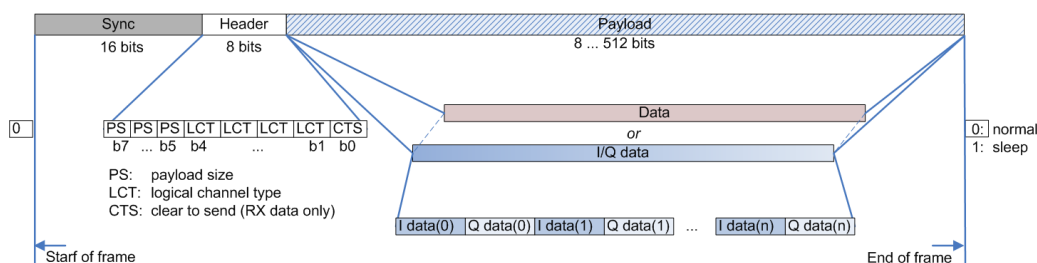 Sync Header Payload
16 bits 8 bits 8 ... 512 bits
Data
0 PS PS PS LCT LCT LCT LCT CTS or 0: normal
b7 ... b5 b4 ... b1 b0 I/Q data 1: sleep
PS: payload size
LCT: logical channel type
CTS: clear to send (RX data only)
I data(0) Q data(0) I data(1) Q data(1) ... I data(n) Q data(n)
Starf of frame End of frame